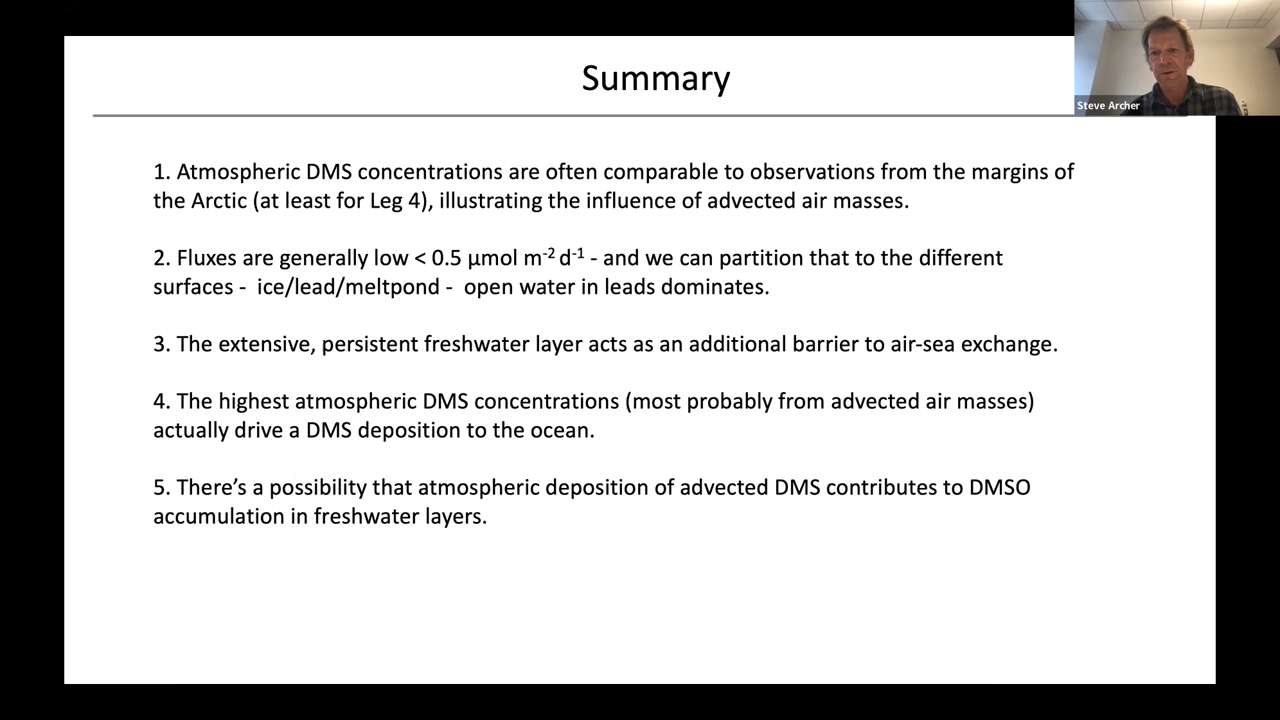 Summary
Steve Archer
1. Atmospheric DMS concentrations are often comparable to observations from the margins of
the Arctic (at least for Leg 4), illustrating the influence of advected air masses.
2. Fluxes are generally low < 0.5 µmol m⁻² d⁻¹ - and we can partition that to the different
surfaces - ice/lead/meltpond - open water in leads dominates.
3. The extensive, persistent freshwater layer acts as an additional barrier to air-sea exchange.
4. The highest atmospheric DMS concentrations (most probably from advected air masses)
actually drive a DMS deposition to the ocean.
5. There’s a possibility that atmospheric deposition of advected DMS contributes to DMSO
accumulation in freshwater layers.